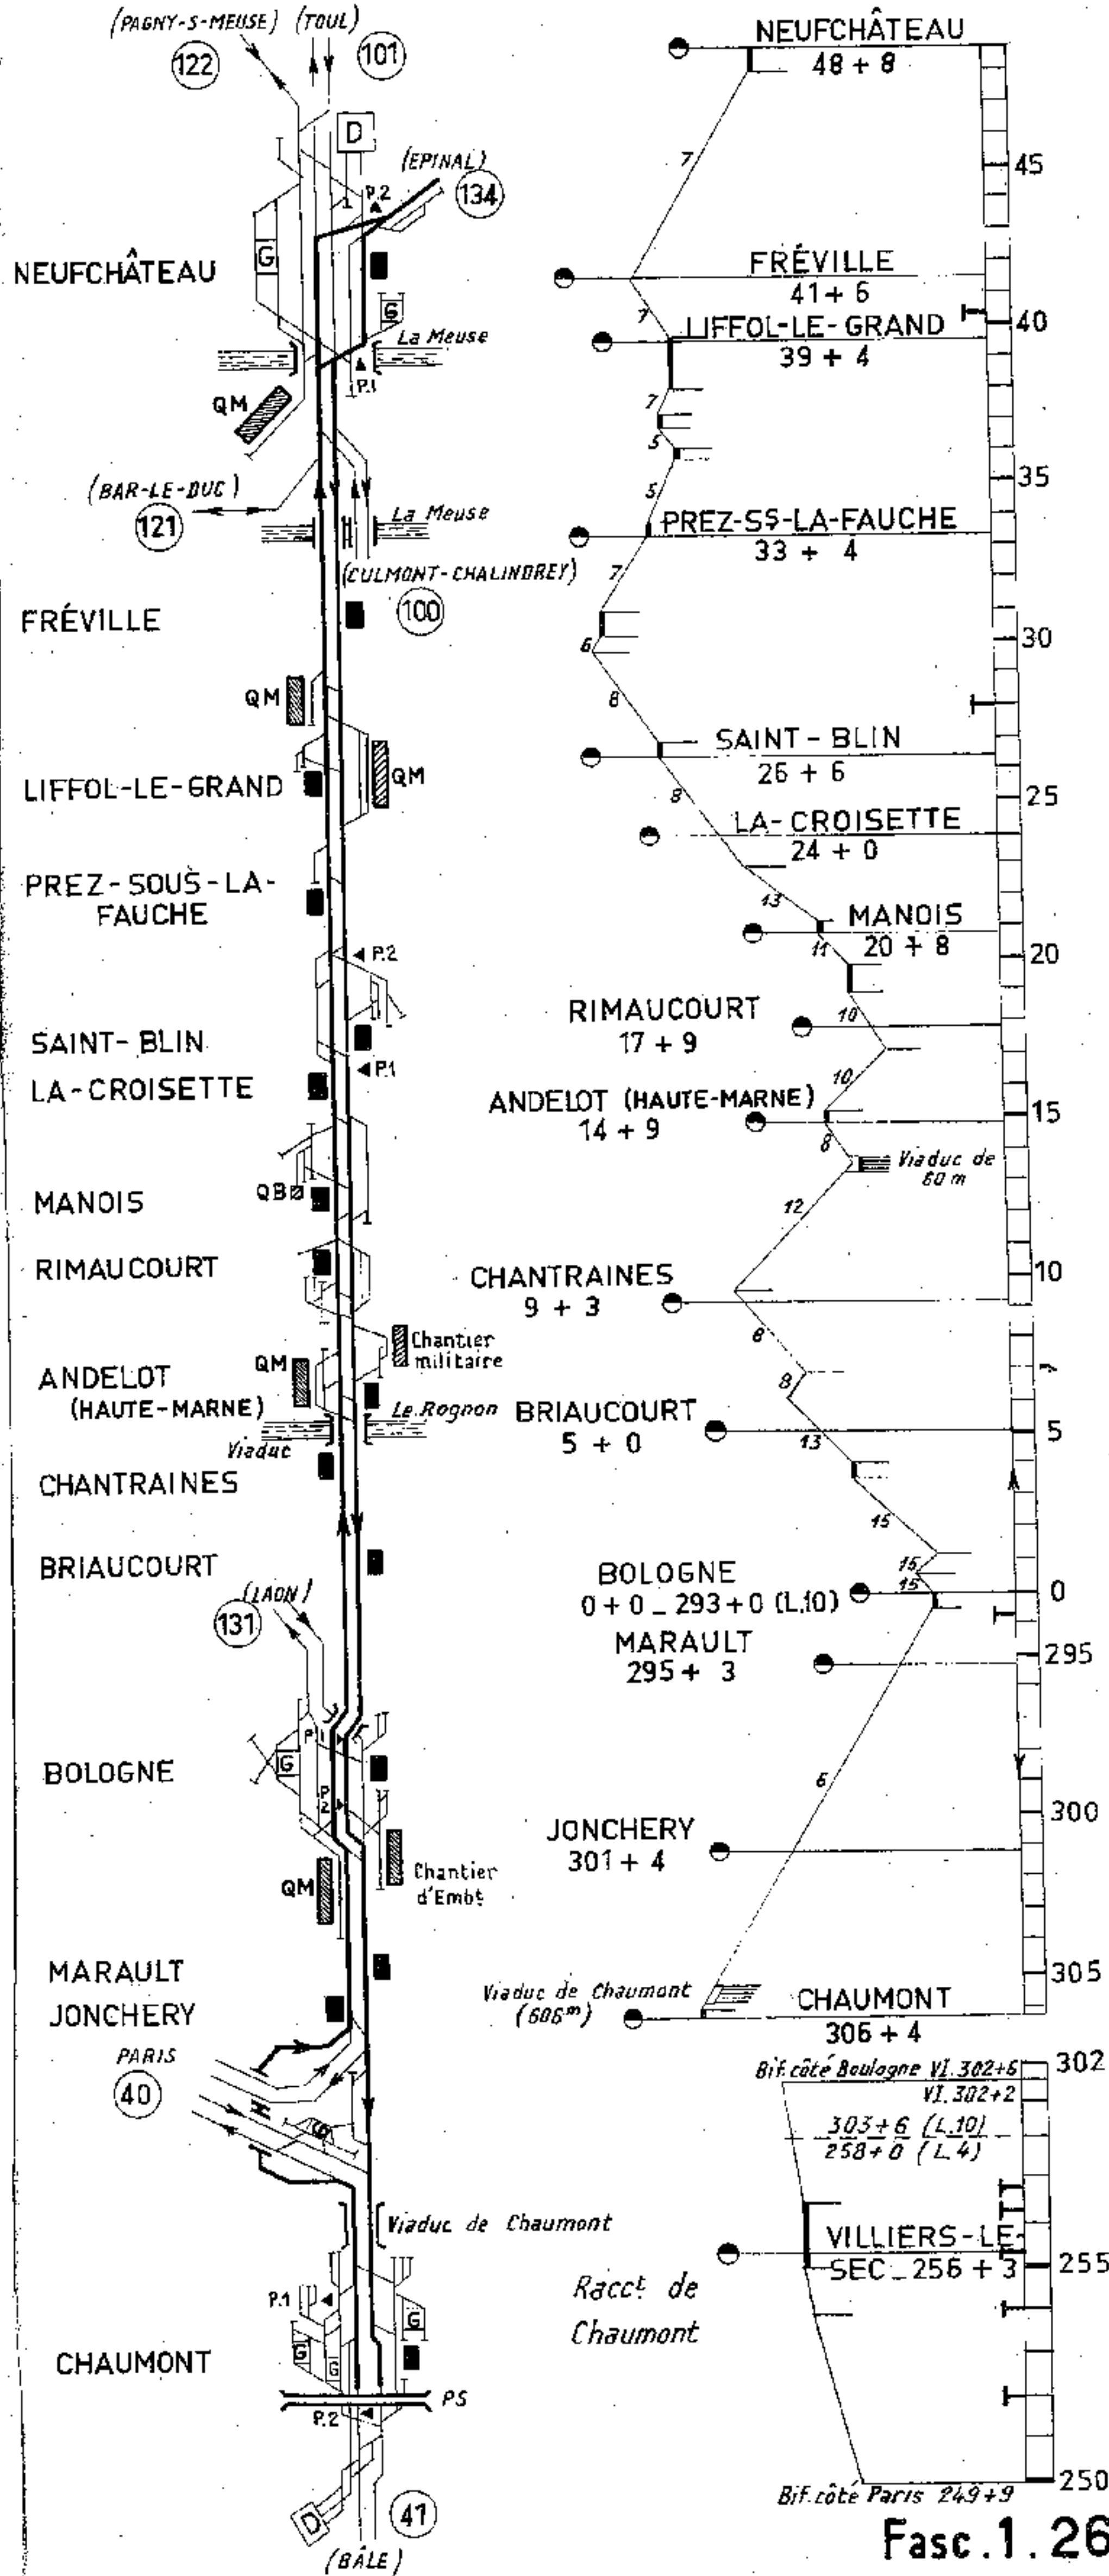 (PAGNY-S-MEUSE) (TOUL)
122
101
D
(EPINAL)
134
P.2
G
NEUFCHÂTEAU
G
La Meuse
P.1
QM
(BAR-LE-DUC)
121
La Meuse
(CULMONT-CHALINDREY)
100
FRÉVILLE
QM
LIFFOL-LE-GRAND
QM
PREZ-SOUS-LA-
FAUCHE
P.2
SAINT-BLIN
P.1
LA-CROISETTE
QB
MANOIS
RIMAUCOURT
Chantier
militaire
QM
ANDELOT
(HAUTE-MARNE)
Le Rognon
Viaduc
CHANTRAINES
BRIAUCOURT
(LAON)
131
P
1
G
BOLOGNE
P
2
QM
Chantier
d'Embt
MARAULT
JONCHERY
PARIS
40
G
Viaduc de Chaumont
P.1
G
G
G
CHAUMONT
PS
P.2
D
41
(BÂLE)
NEUFCHÂTEAU
48 + 8
7
45
FRÉVILLE
41 + 6
7
40
LIFFOL-LE-GRAND
39 + 4
7
5
35
5
PREZ-Ss-LA-FAUCHE
33 + 4
7
30
6
8
SAINT-BLIN
26 + 6
25
8
LA-CROISETTE
24 + 0
13
MANOIS
20 + 8
20
11
RIMAUCOURT
17 + 9
10
10
ANDELOT (HAUTE-MARNE)
14 + 9
15
8
Viaduc de
60 m
12
CHANTRAINES
9 + 3
10
8
8
BRIAUCOURT
5 + 0
5
13
15
15
15
BOLOGNE
0 + 0 _ 293 + 0 (L.10)
0
MARAULT
295 + 3
295
6
300
JONCHERY
301 + 4
305
Viaduc de Chaumont
(606m)
CHAUMONT
306 + 4
302
Bif. côté Boulogne V1.302+6
V1.302+2
303+6 (L.10)
258+0 (L.4)
VILLIERS-LE-
SEC _ 256 + 3
255
Racct de
Chaumont
250
Bif. côté Paris 249+9
Fasc.1.26